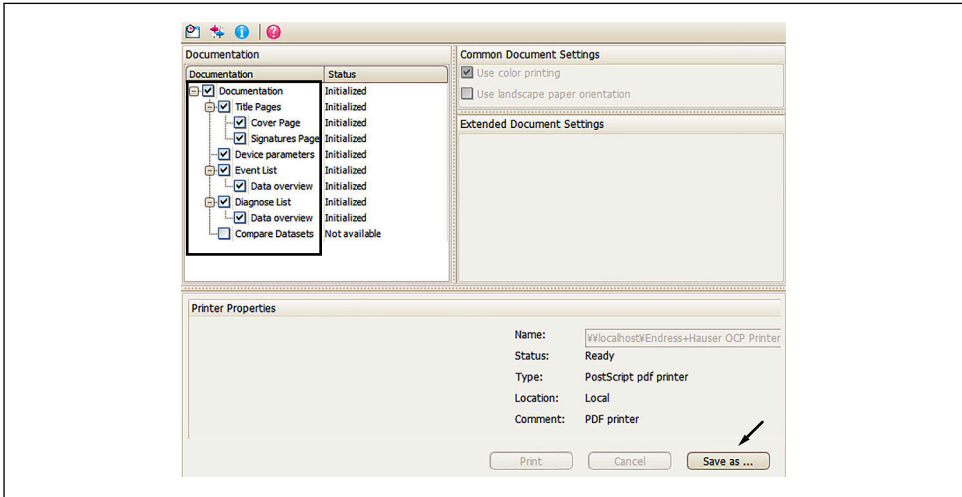 Documentation
Documentation Status
Documentation Initialized
Title Pages Initialized
Cover Page Initialized
Signatures Page Initialized
Device parameters Initialized
Event List Initialized
Data overview Initialized
Diagnose List Initialized
Data overview Initialized
Compare Datasets Not available
Common Document Settings
Use color printing
Use landscape paper orientation
Extended Document Settings
Printer Properties
Name: ¥¥localhost¥Endress+Hauser OCP Printer
Status: Ready
Type: PostScript pdf printer
Location: Local
Comment: PDF printer
Print Cancel Save as ...